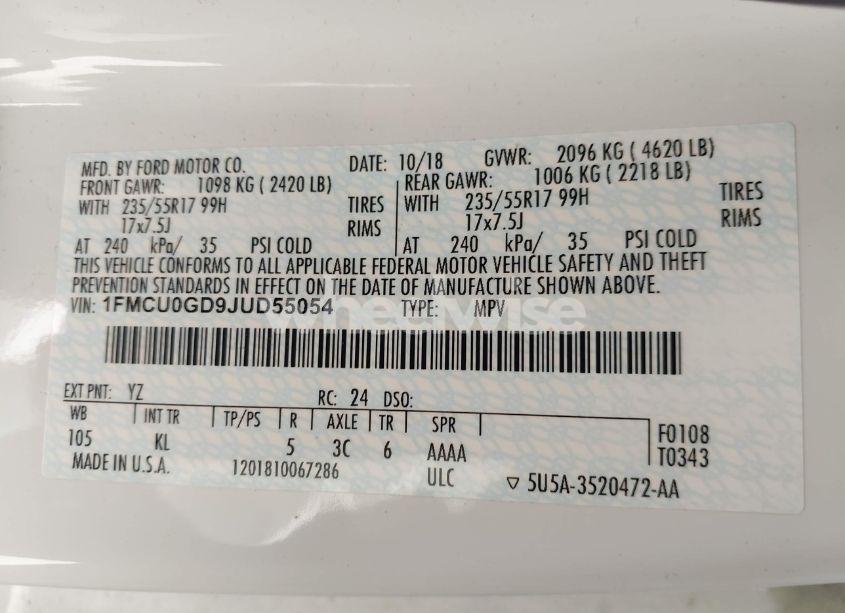 MFD. BY FORD MOTOR CO. DATE: 10/18 GVWR: 2096 KG ( 4620 LB)
FRONT GAWR: 1098 KG ( 2420 LB) REAR GAWR: 1006 KG ( 2218 LB)
WITH 235/55R17 99H TIRES WITH 235/55R17 99H TIRES
17x7.5J RIMS 17x7.5J RIMS
AT 240 kPa/ 35 PSI COLD AT 240 kPa/ 35 PSI COLD
THIS VEHICLE CONFORMS TO ALL APPLICABLE FEDERAL MOTOR VEHICLE SAFETY AND THEFT
PREVENTION STANDARDS IN EFFECT ON THE DATE OF MANUFACTURE SHOWN ABOVE.
VIN: 1FMCU0GD9JUD55054 TYPE: MPV
wheelwise
EXT PNT: YZ RC: 24 DSO:
WB INT TR TP/PS R AXLE TR SPR
105 KL 5 3C 6 AAAA
F0108
T0343
MADE IN U.S.A. 1201810067286 ULC 5U5A-3520472-AA